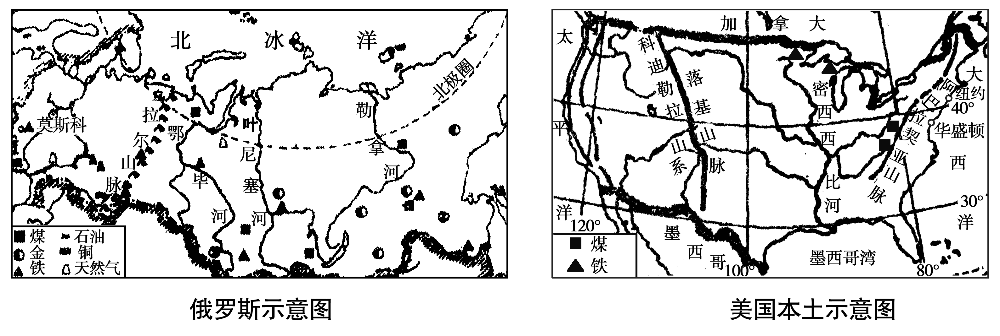 北冰洋
北极圈
莫斯科
乌拉尔山脉
鄂毕河
叶尼塞河
勒拿河
煤
石油
金
铜
铁
天然气
俄罗斯示意图
加拿大
太平洋
科迪勒拉山系
落基山脉
密西西比河
阿巴拉契亚山脉
大西洋
纽约
40°
华盛顿
30°
120°
100°
80°
墨西哥
墨西哥湾
煤
铁
美国本土示意图